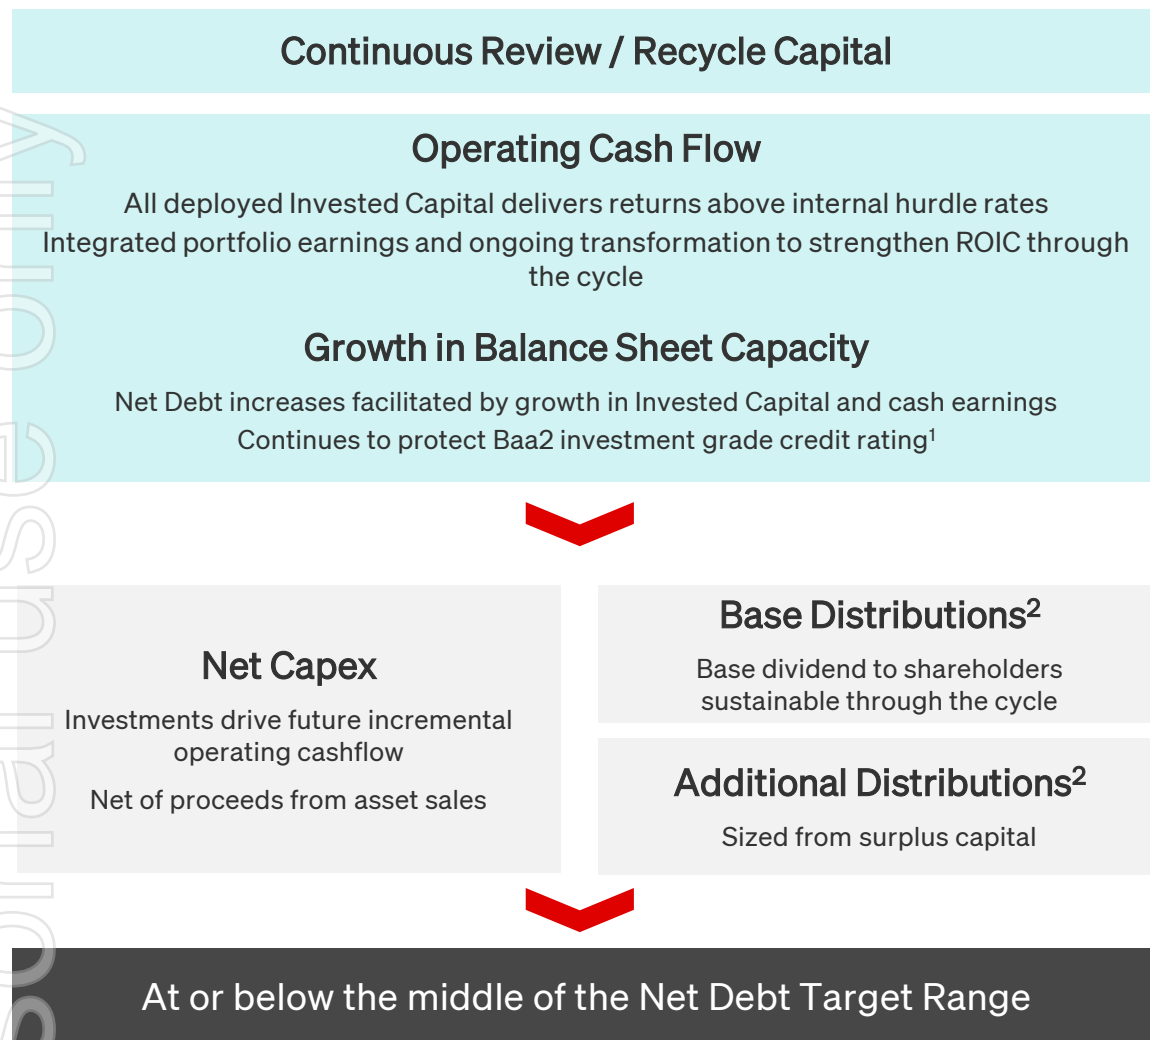 Continuous Review / Recycle Capital
Operating Cash Flow
All deployed Invested Capital delivers returns above internal hurdle rates
Integrated portfolio earnings and ongoing transformation to strengthen ROIC through
the cycle
Growth in Balance Sheet Capacity
Net Debt increases facilitated by growth in Invested Capital and cash earnings
Continues to protect Baa2 investment grade credit rating¹
Net Capex
Investments drive future incremental
operating cashflow
Net of proceeds from asset sales
Base Distributions²
Base dividend to shareholders
sustainable through the cycle
Additional Distributions²
Sized from surplus capital
At or below the middle of the Net Debt Target Range
sonal use only